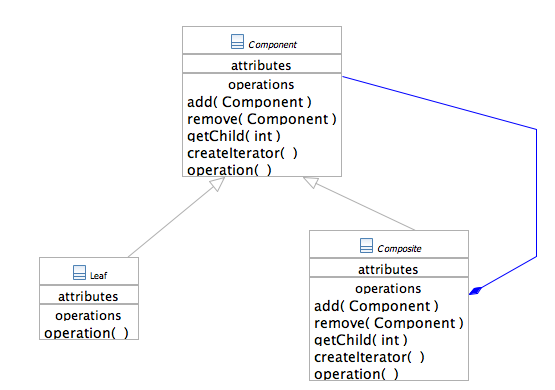 Component
attributes
operations
add( Component )
remove( Component )
getChild( int )
createIterator(  )
operation(  )
Leaf
attributes
operations
operation(  )
Composite
attributes
operations
add( Component )
remove( Component )
getChild( int )
createIterator(  )
operation(  )